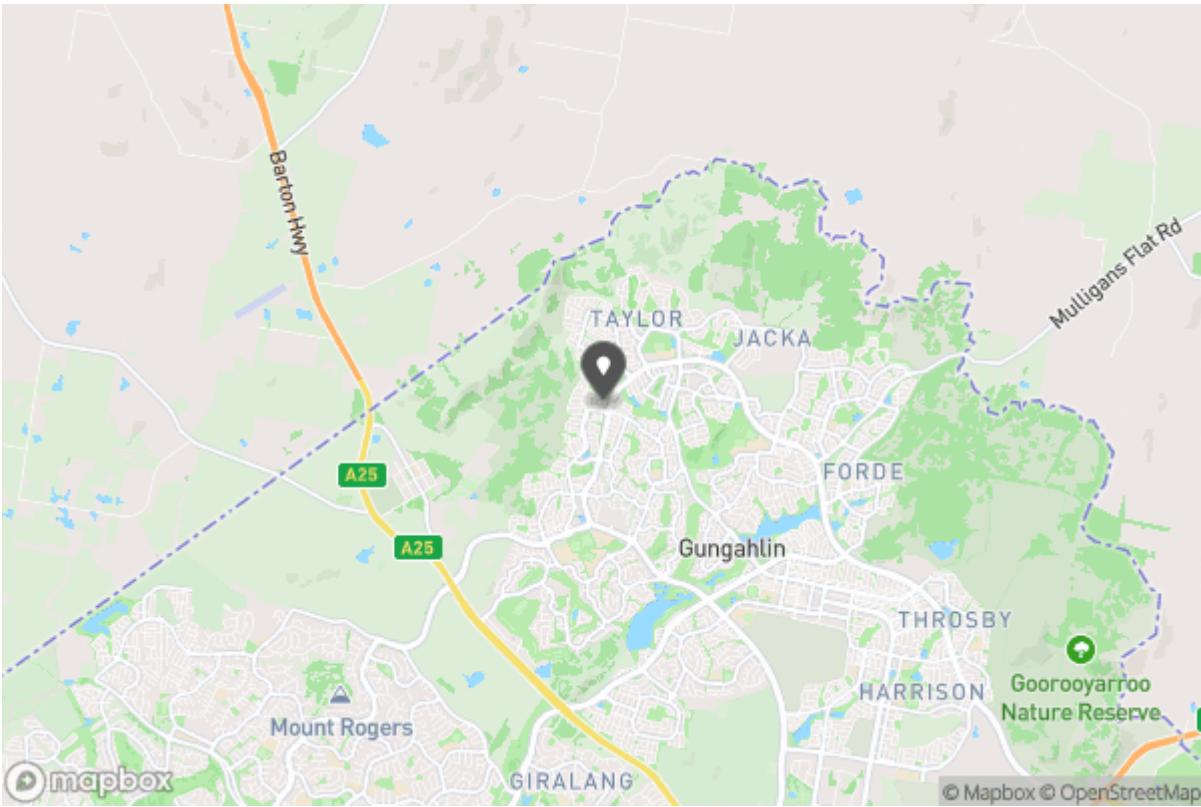 Barton Hwy
Mulligans Flat Rd
TAYLOR
JACKA
A25
FORDE
A25
Gungahlin
THROSBY
Goorooyarroo
Nature Reserve
HARRISON
Mount Rogers
GIRALANG
mapbox
© Mapbox © OpenStreetMap